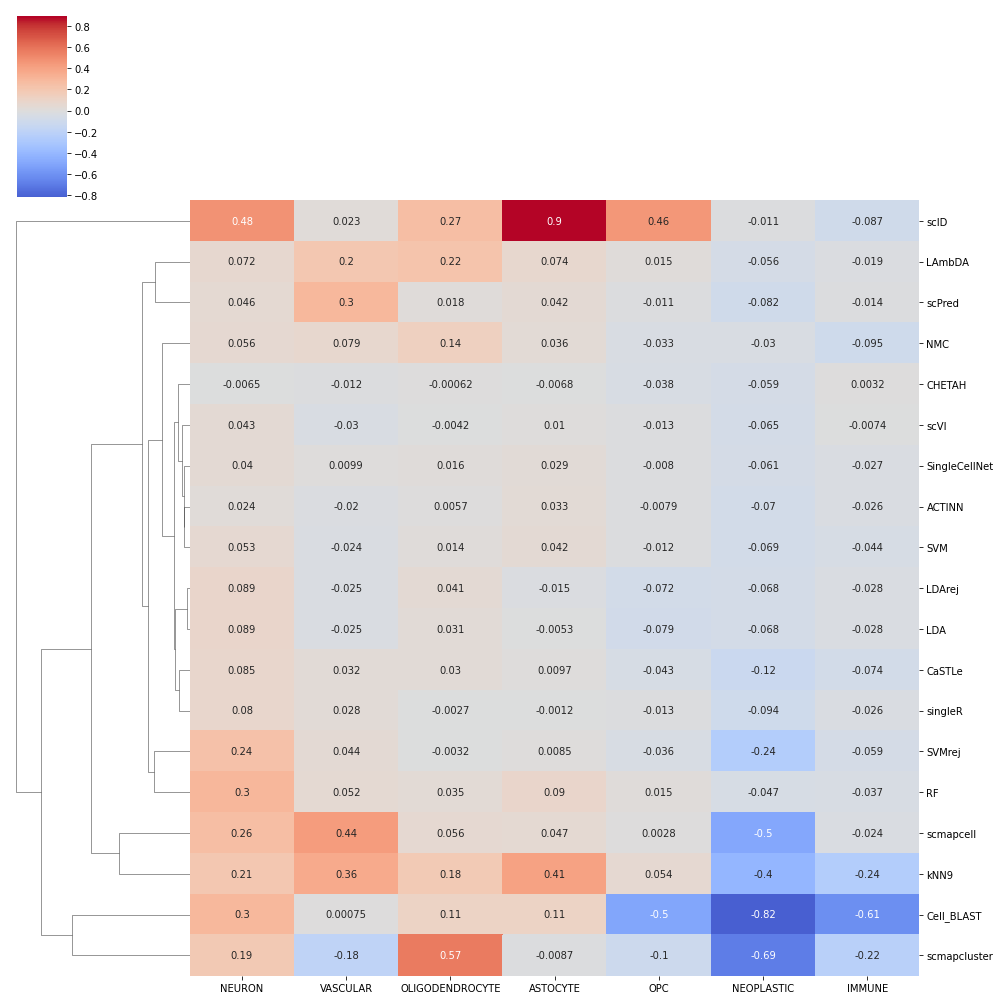 0.8
0.6
0.4
0.2
0.0
−0.2
−0.4
−0.6
−0.8
0.48 0.023 0.27 0.9 0.46 -0.011 -0.087 scID
0.072 0.2 0.22 0.074 0.015 -0.056 -0.019 LAmbDA
0.046 0.3 0.018 0.042 -0.011 -0.082 -0.014 scPred
0.056 0.079 0.14 0.036 -0.033 -0.03 -0.095 NMC
-0.0065 -0.012 -0.00062 -0.0068 -0.038 -0.059 0.0032 CHETAH
0.043 -0.03 -0.0042 0.01 -0.013 -0.065 -0.0074 scVI
0.04 0.0099 0.016 0.029 -0.008 -0.061 -0.027 SingleCellNet
0.024 -0.02 0.0057 0.033 -0.0079 -0.07 -0.026 ACTINN
0.053 -0.024 0.014 0.042 -0.012 -0.069 -0.044 SVM
0.089 -0.025 0.041 -0.015 -0.072 -0.068 -0.028 LDArej
0.089 -0.025 0.031 -0.0053 -0.079 -0.068 -0.028 LDA
0.085 0.032 0.03 0.0097 -0.043 -0.12 -0.074 CaSTLe
0.08 0.028 -0.0027 -0.0012 -0.013 -0.094 -0.026 singleR
0.24 0.044 -0.0032 0.0085 -0.036 -0.24 -0.059 SVMrej
0.3 0.052 0.035 0.09 0.015 -0.047 -0.037 RF
0.26 0.44 0.056 0.047 0.0028 -0.5 -0.024 scmapcell
0.21 0.36 0.18 0.41 0.054 -0.4 -0.24 kNN9
0.3 0.00075 0.11 0.11 -0.5 -0.82 -0.61 Cell_BLAST
0.19 -0.18 0.57 -0.0087 -0.1 -0.69 -0.22 scmapcluster
NEURON VASCULAR OLIGODENDROCYTE ASTOCYTE OPC NEOPLASTIC IMMUNE